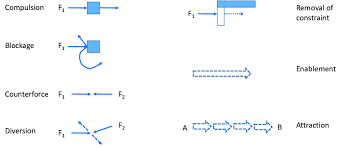 Compulsion
F1
F1
Removal of
constraint
Blockage
F1
Enablement
Counterforce
F1
F2
Diversion
F1
F2
A
B
Attraction